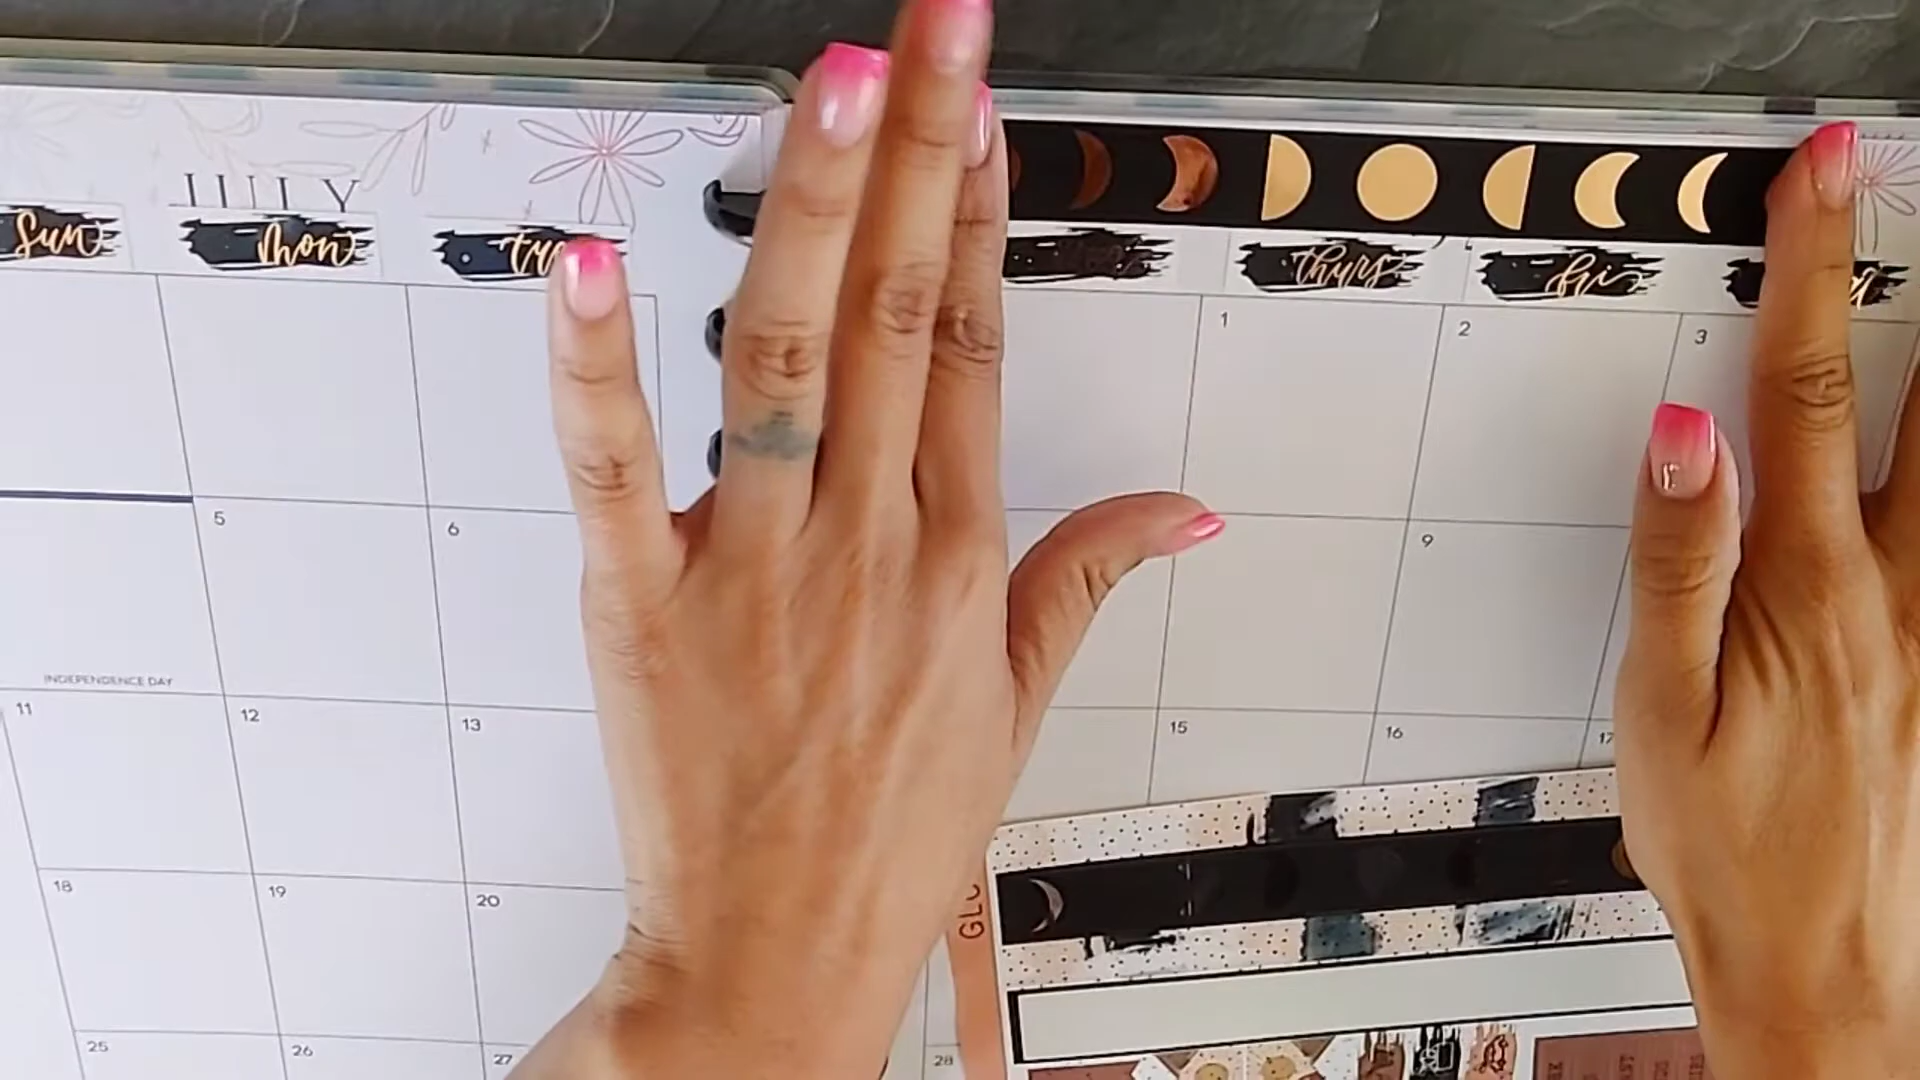 JULY
sun mon thurs fri
1 2 3
5 6 9
INDEPENDENCE DAY
11 12 13 15 16 17
18 19 20
GLO
25 26 27 28